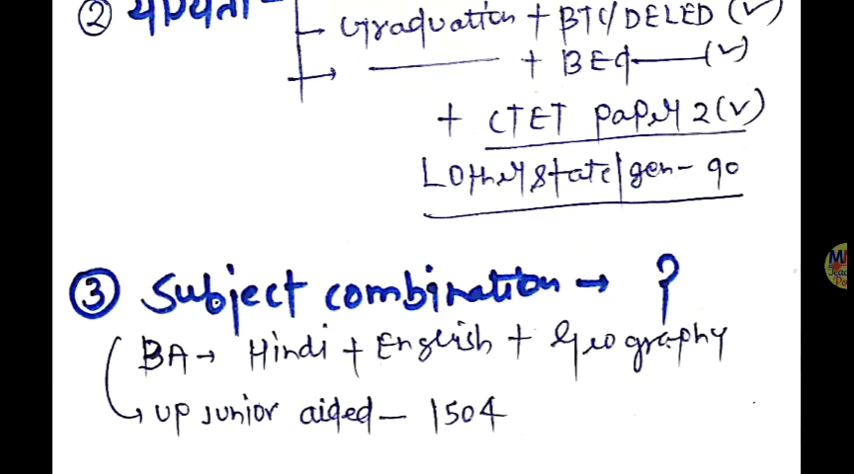 ② योग्यता
Graduation + BTC/DELED (✓)
+ BEd (✓)
+ CTET paper 2 (✓)
Other state/gen - 90
③ Subject combination → ?
BA → Hindi + English + Geography
→ UP Junior aided - 1504